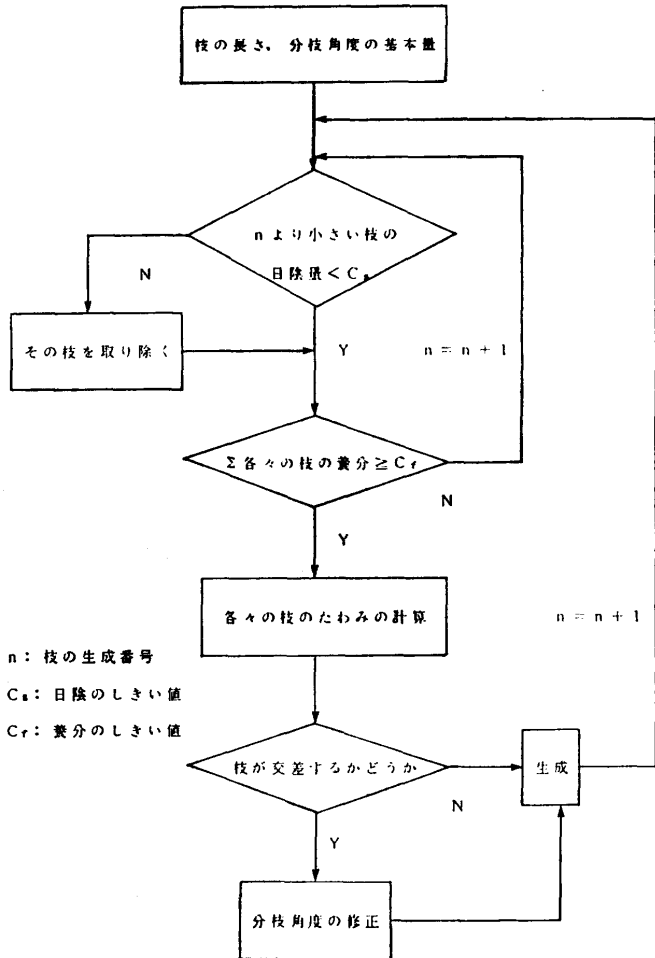 枝の長さ，分枝角度の基本量
nより小さい枝の
日陰張＜Cs
N
その枝を取り除く
Y
n＝n＋1
Σ各々の枝の養分≧Cf
N
Y
各々の枝のたわみの計算
n＝n＋1
n：枝の生成番号
Cs：日陰のしきい値
Cf：養分のしきい値
枝が交差するかどうか
N
生成
Y
分枝角度の修正